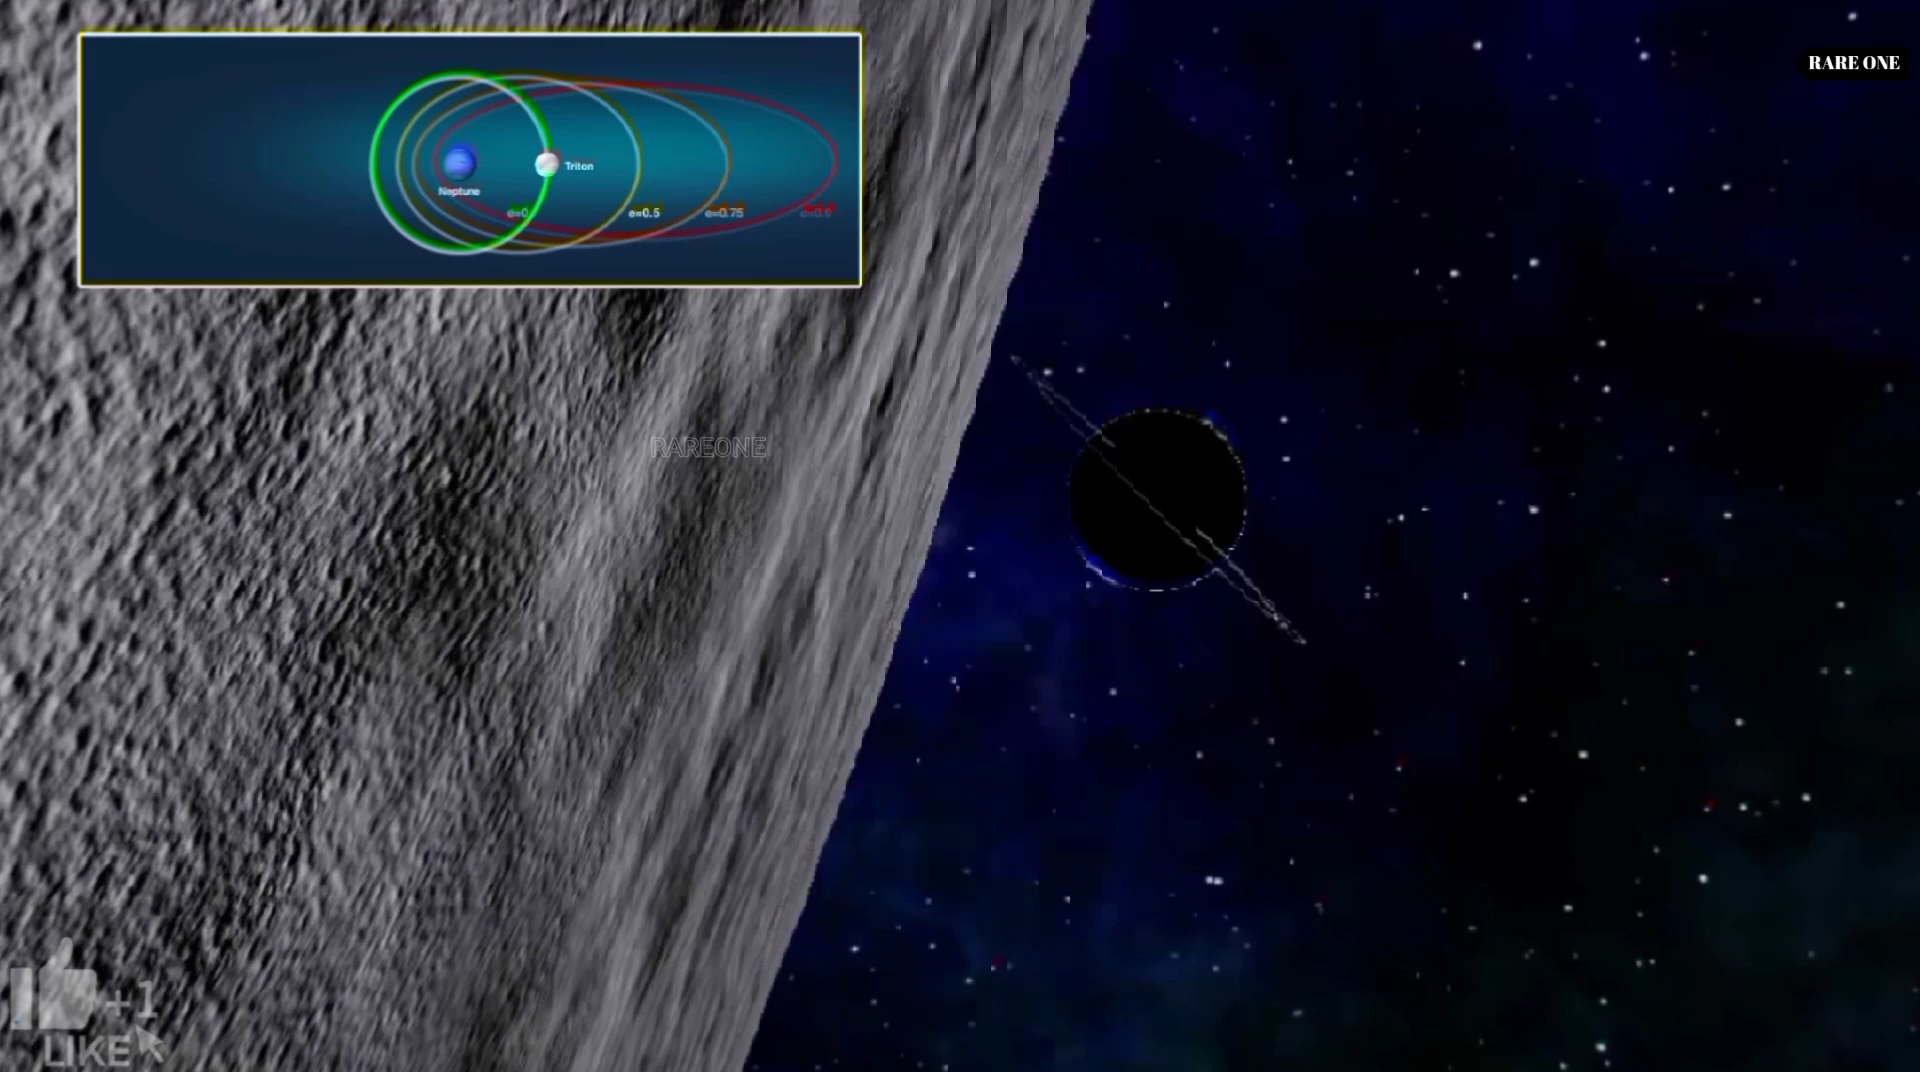 RARE ONE
Triton
Neptune
e=0
e=0.5
e=0.75
RAREONE
+1
LIKE